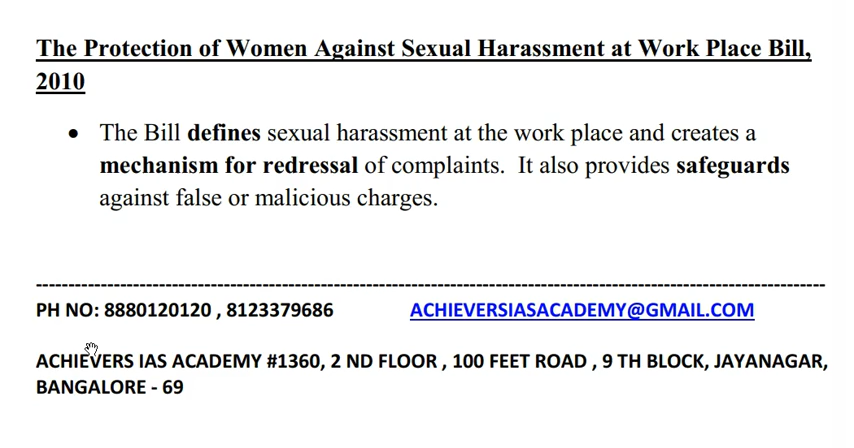 The Protection of Women Against Sexual Harassment at Work Place Bill,
2010
• The Bill defines sexual harassment at the work place and creates a
mechanism for redressal of complaints.  It also provides safeguards
against false or malicious charges.
--------------------------------------------------------------------------------------------------------------------------
PH NO: 8880120120 , 8123379686 ACHIEVERSIASACADEMY@GMAIL.COM
ACHIEVERS IAS ACADEMY #1360, 2 ND FLOOR , 100 FEET ROAD , 9 TH BLOCK, JAYANAGAR,
BANGALORE - 69